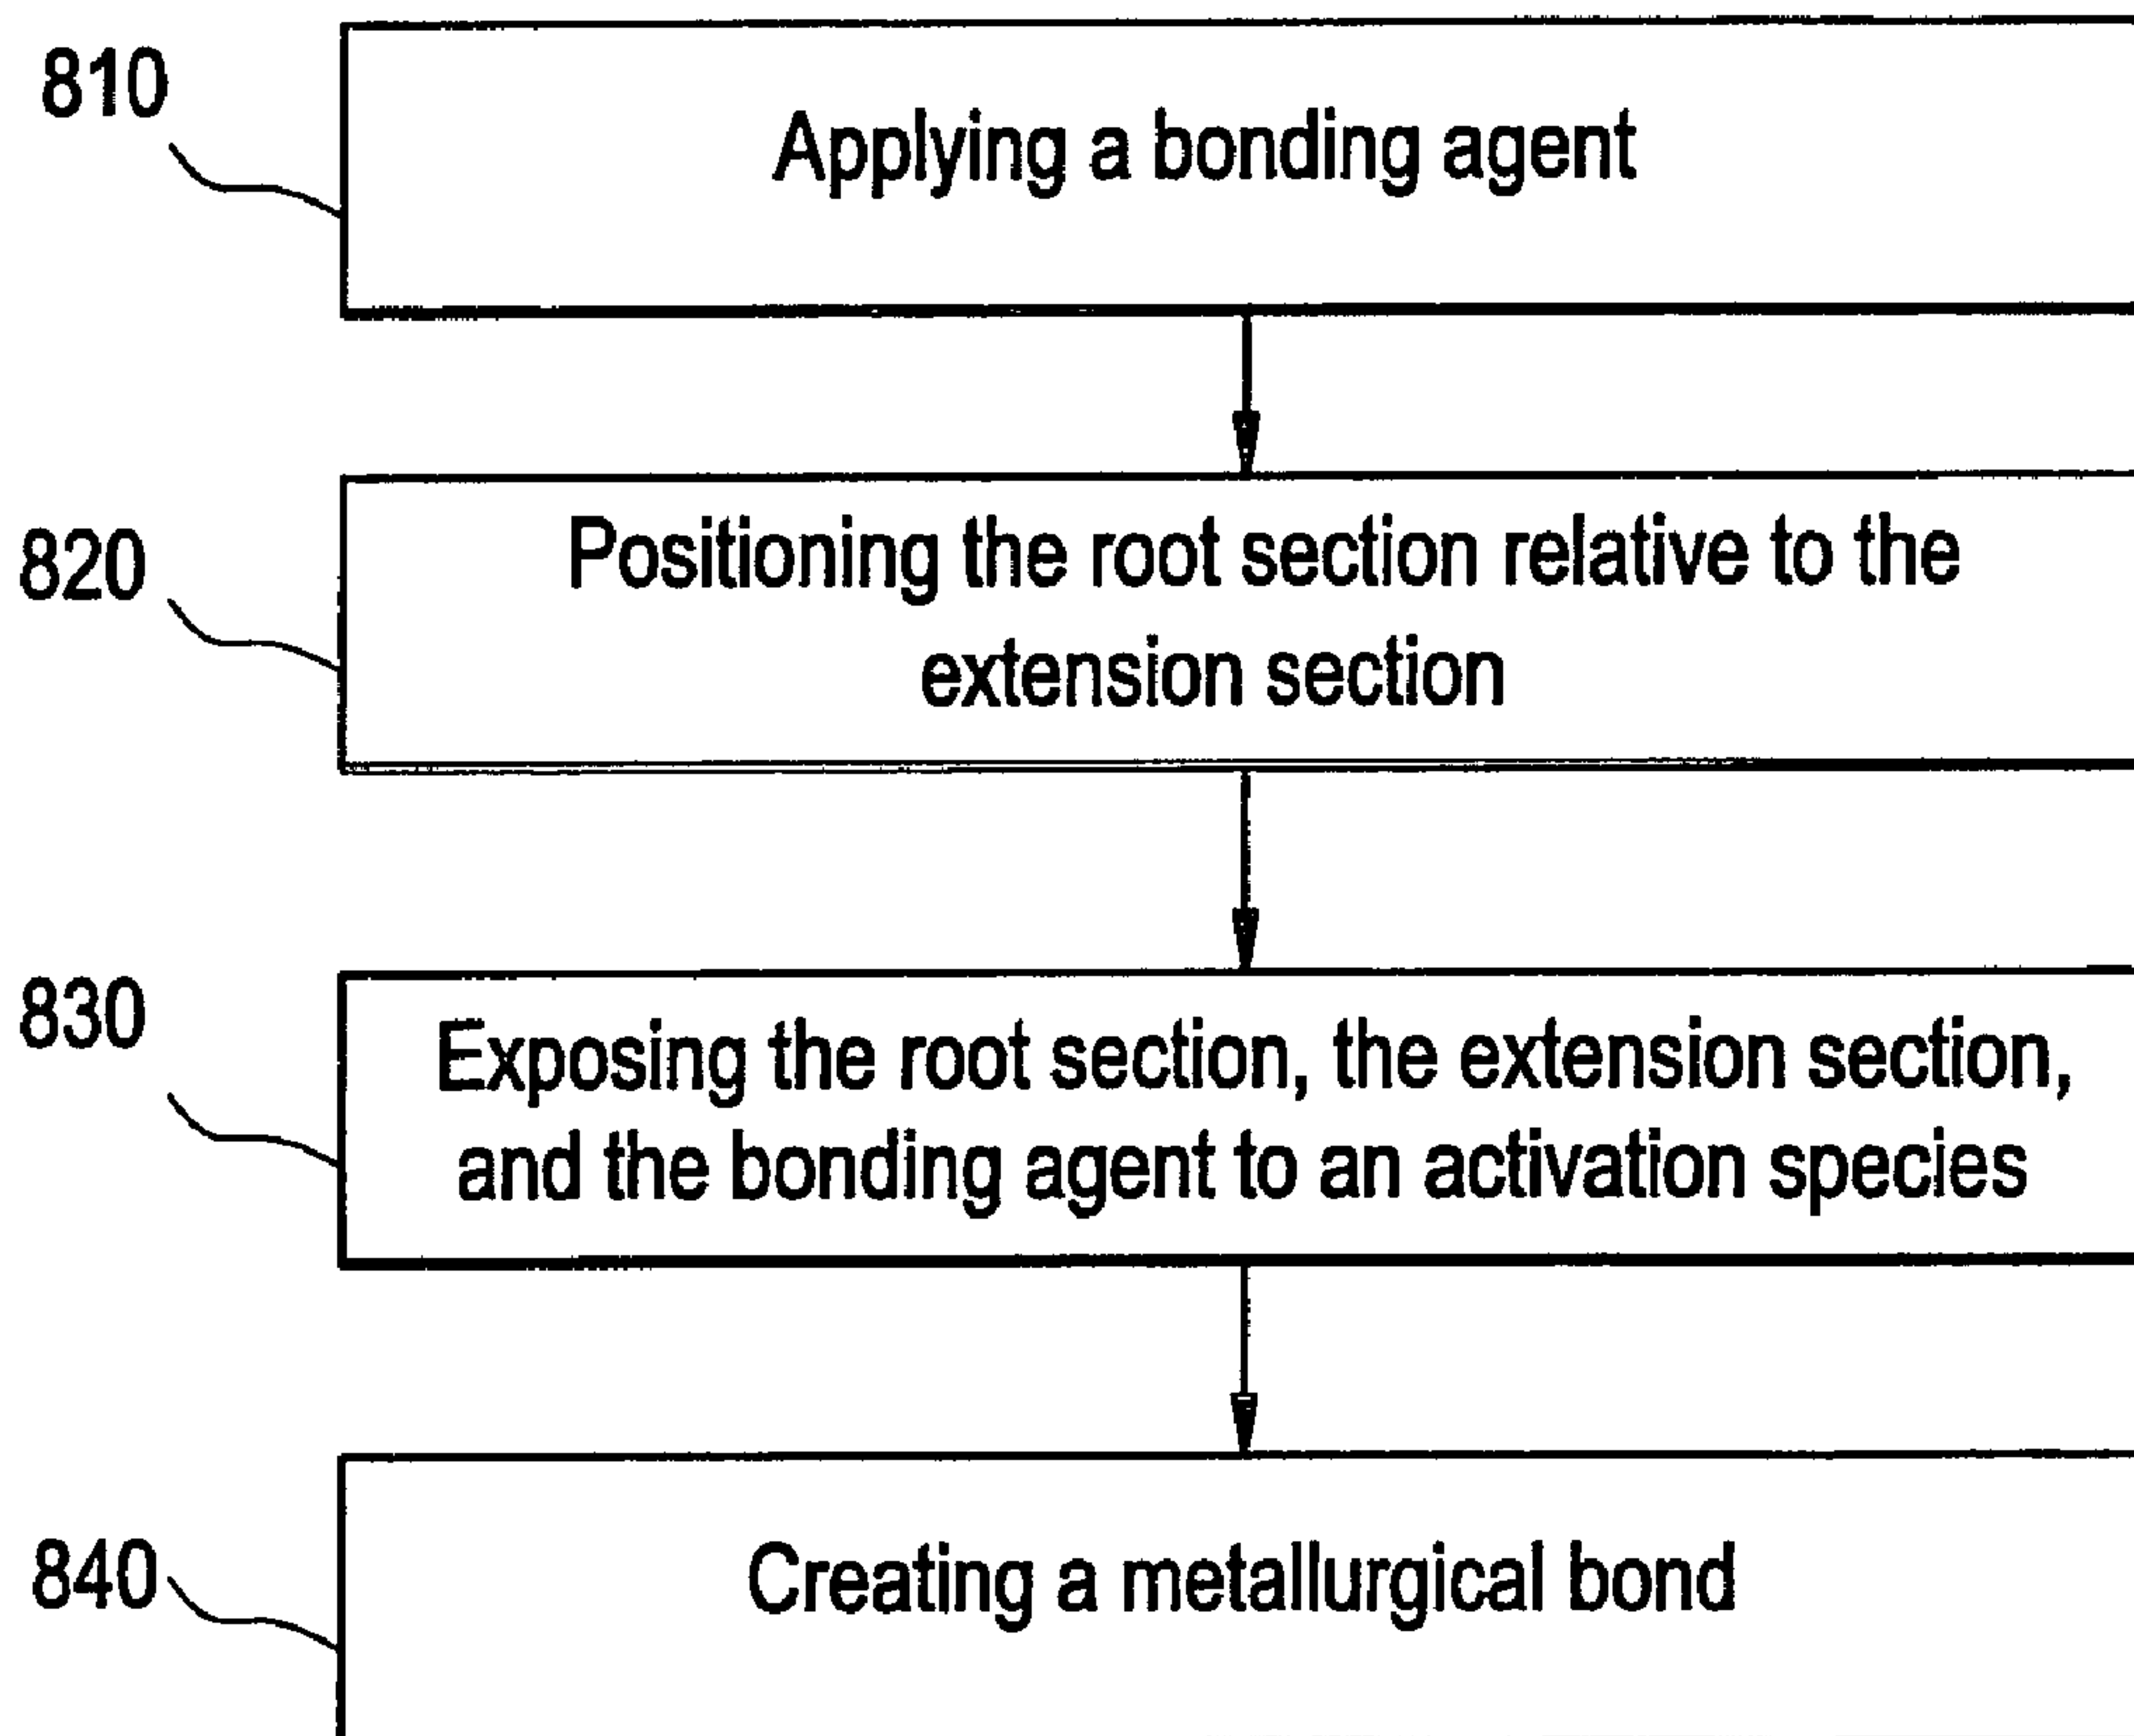 810
Applying a bonding agent
820
Positioning the root section relative to the
extension section
830
Exposing the root section, the extension section,
and the bonding agent to an activation species
840
Creating a metallurgical bond